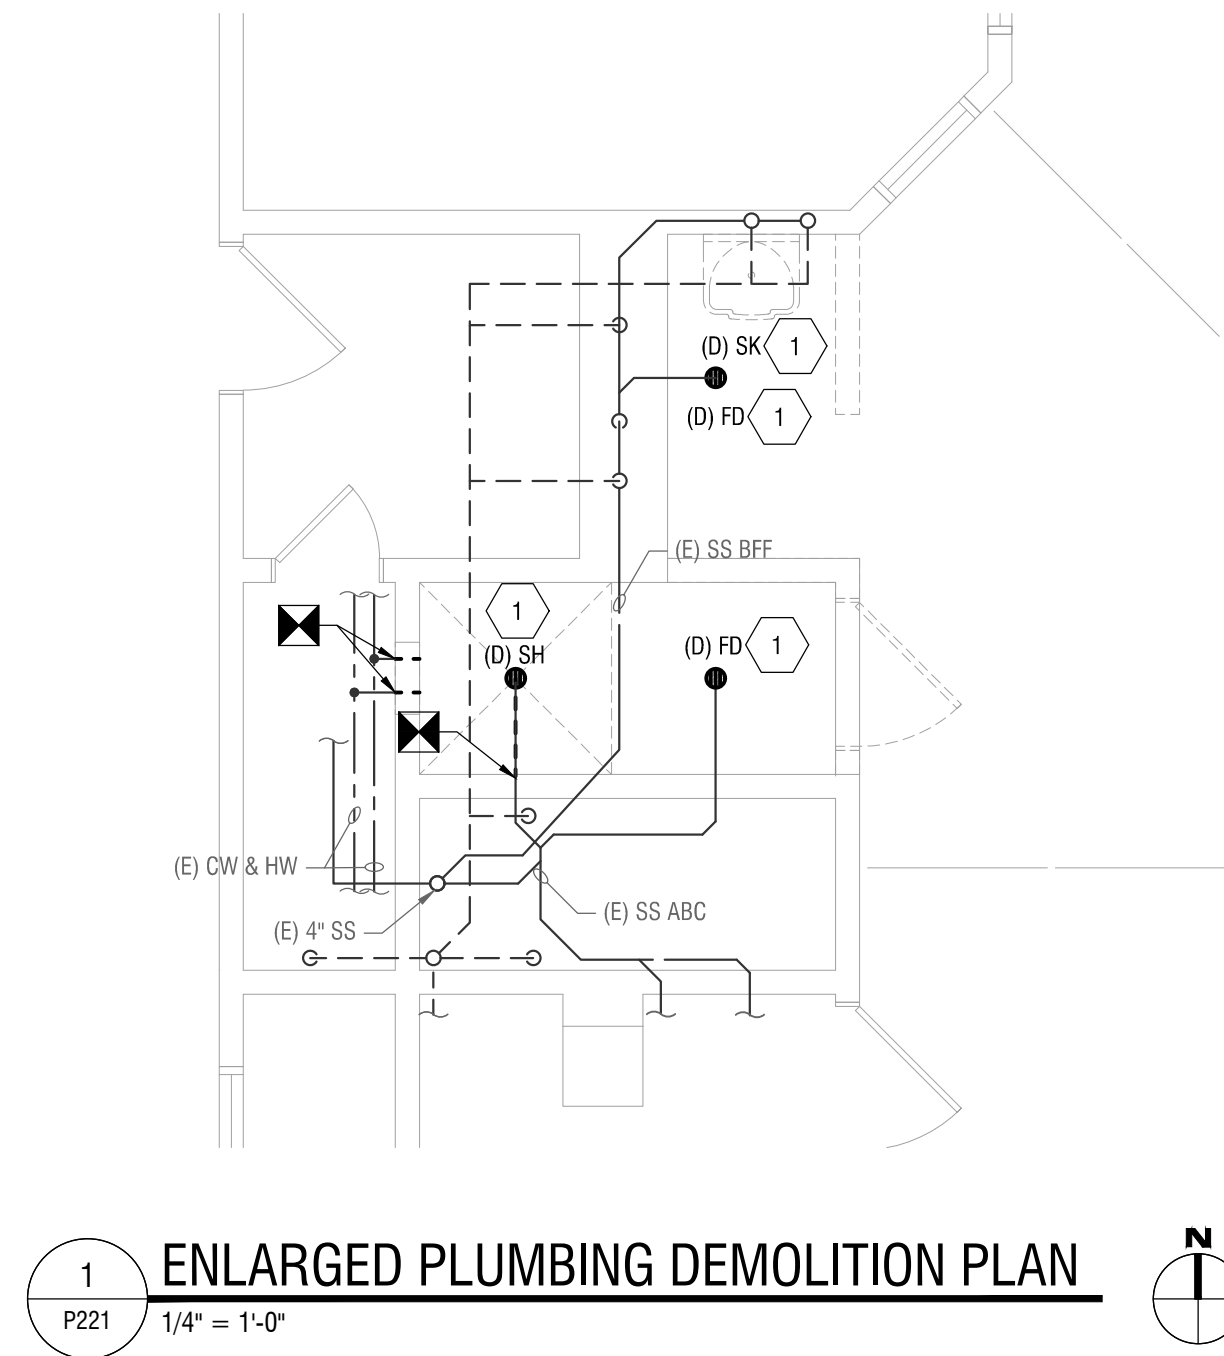 (D) SK 1
(D) FD 1
(E) SS BFF
1
(D) SH
(D) FD 1
(E) CW & HW
(E) 4" SS
(E) SS ABC
1
P221
ENLARGED PLUMBING DEMOLITION PLAN
1/4" = 1'-0"
N